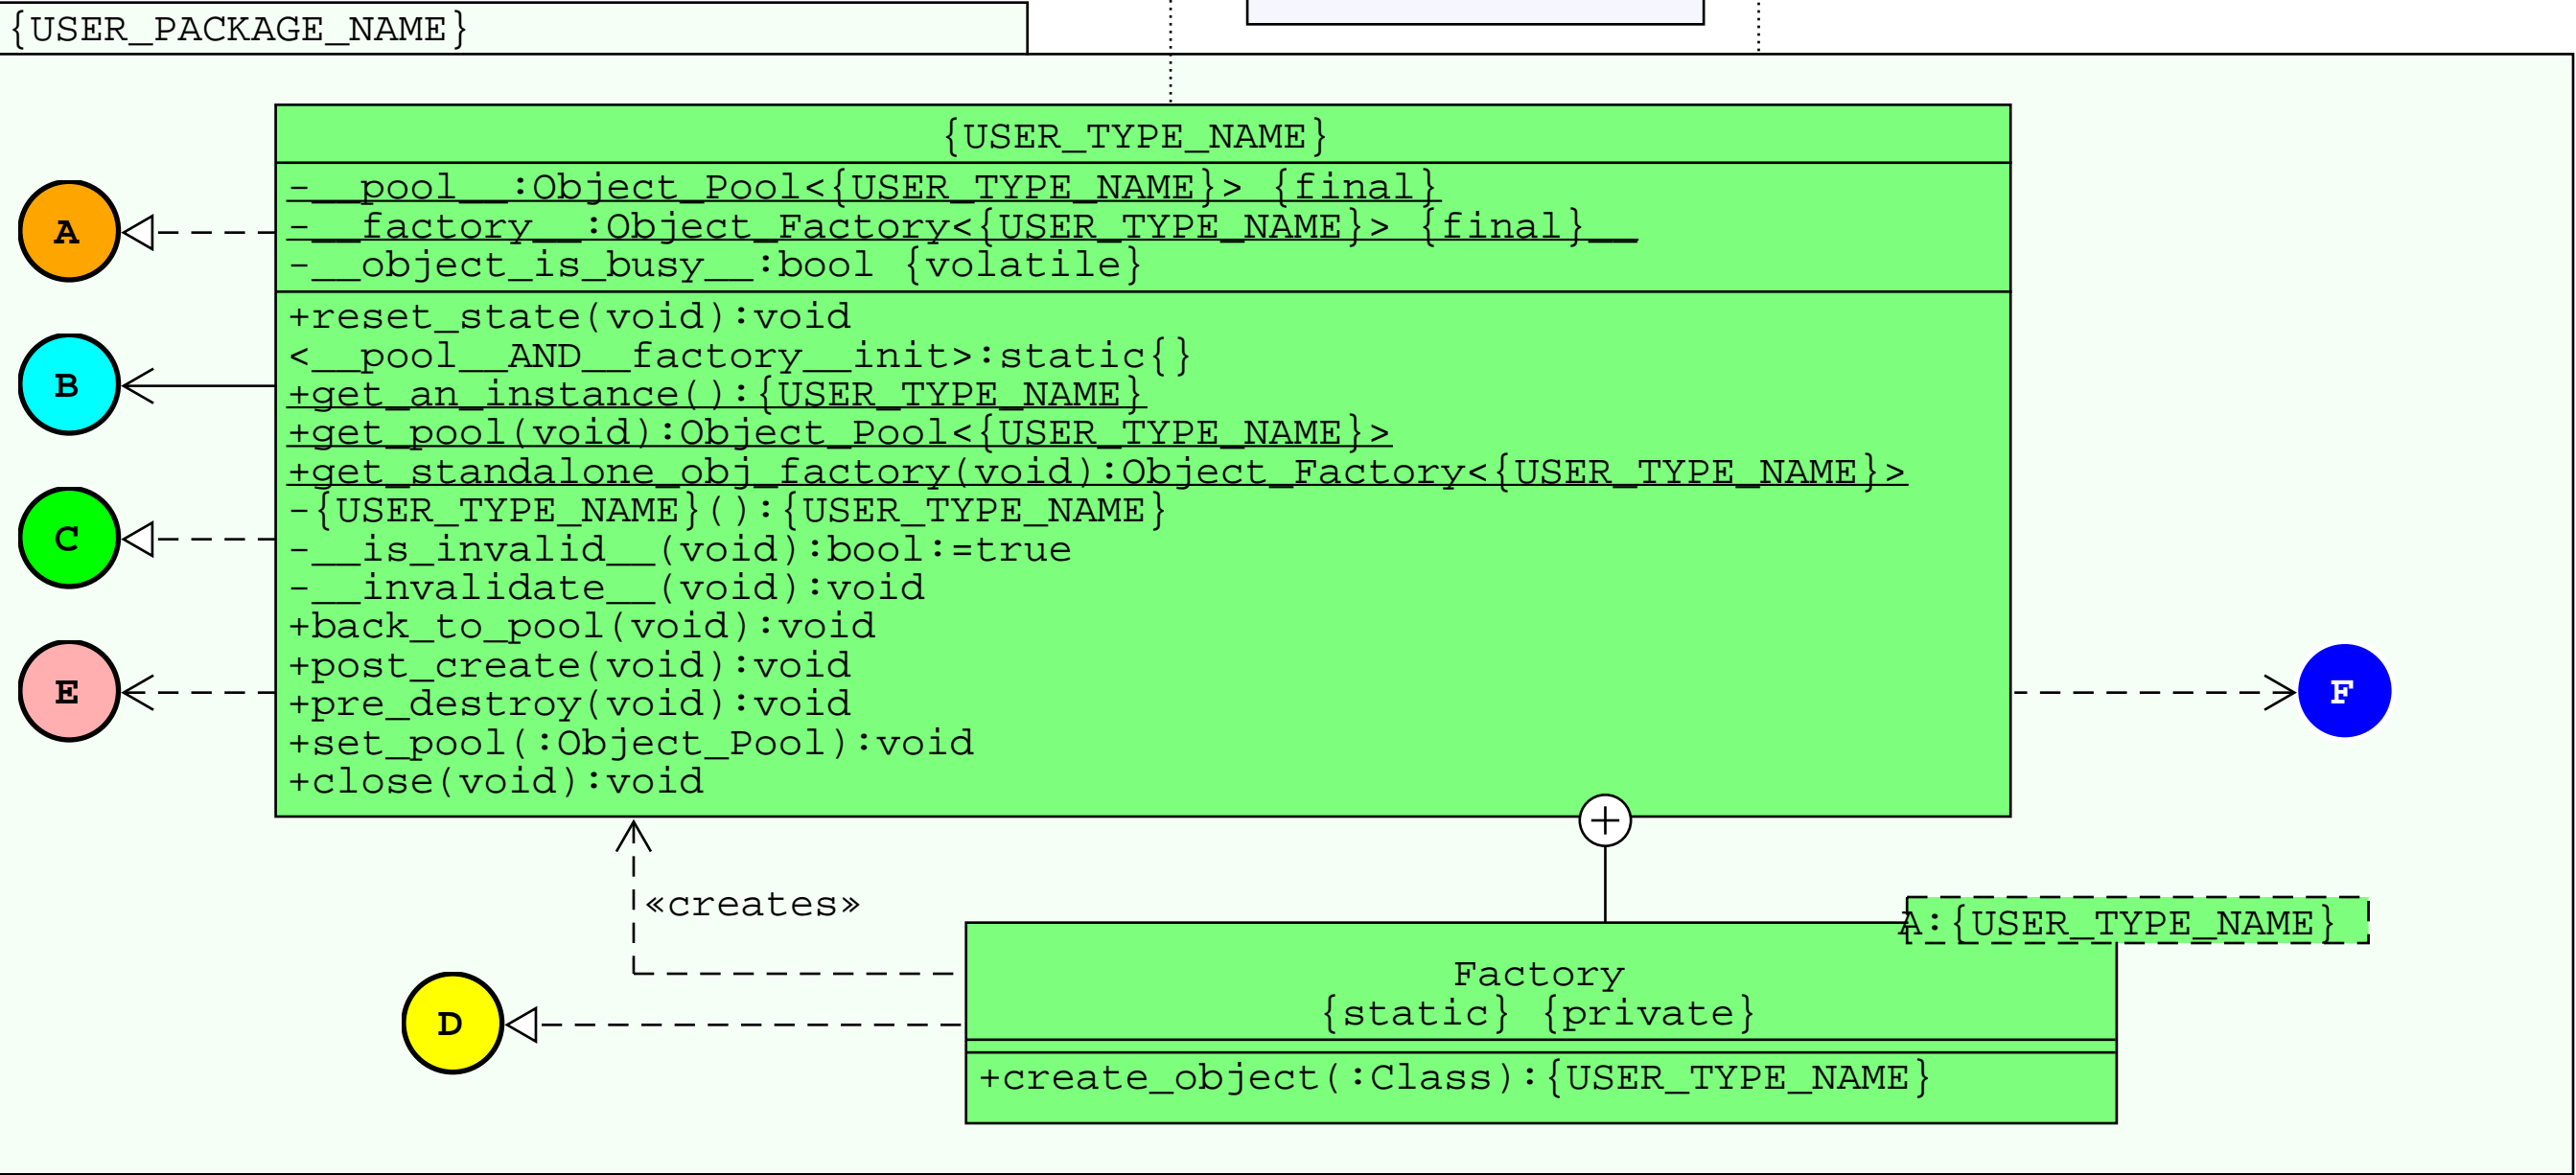 {USER_PACKAGE_NAME}
{USER_TYPE_NAME}
-__pool__:Object_Pool<{USER_TYPE_NAME}> {final}
-__factory__:Object_Factory<{USER_TYPE_NAME}> {final}__
-__object_is_busy__:bool {volatile}
+reset_state(void):void
<__pool__AND__factory__init>:static{}
+get_an_instance():{USER_TYPE_NAME}
+get_pool(void):Object_Pool<{USER_TYPE_NAME}>
+get_standalone_obj_factory(void):Object_Factory<{USER_TYPE_NAME}>
-{USER_TYPE_NAME}():{USER_TYPE_NAME}
-__is_invalid__(void):bool:=true
-__invalidate__(void):void
+back_to_pool(void):void
+post_create(void):void
+pre_destroy(void):void
+set_pool(:Object_Pool):void
+close(void):void
A
B
C
E
F
«creates»
A:{USER_TYPE_NAME}
Factory
{static} {private}
D
+create_object(:Class):{USER_TYPE_NAME}